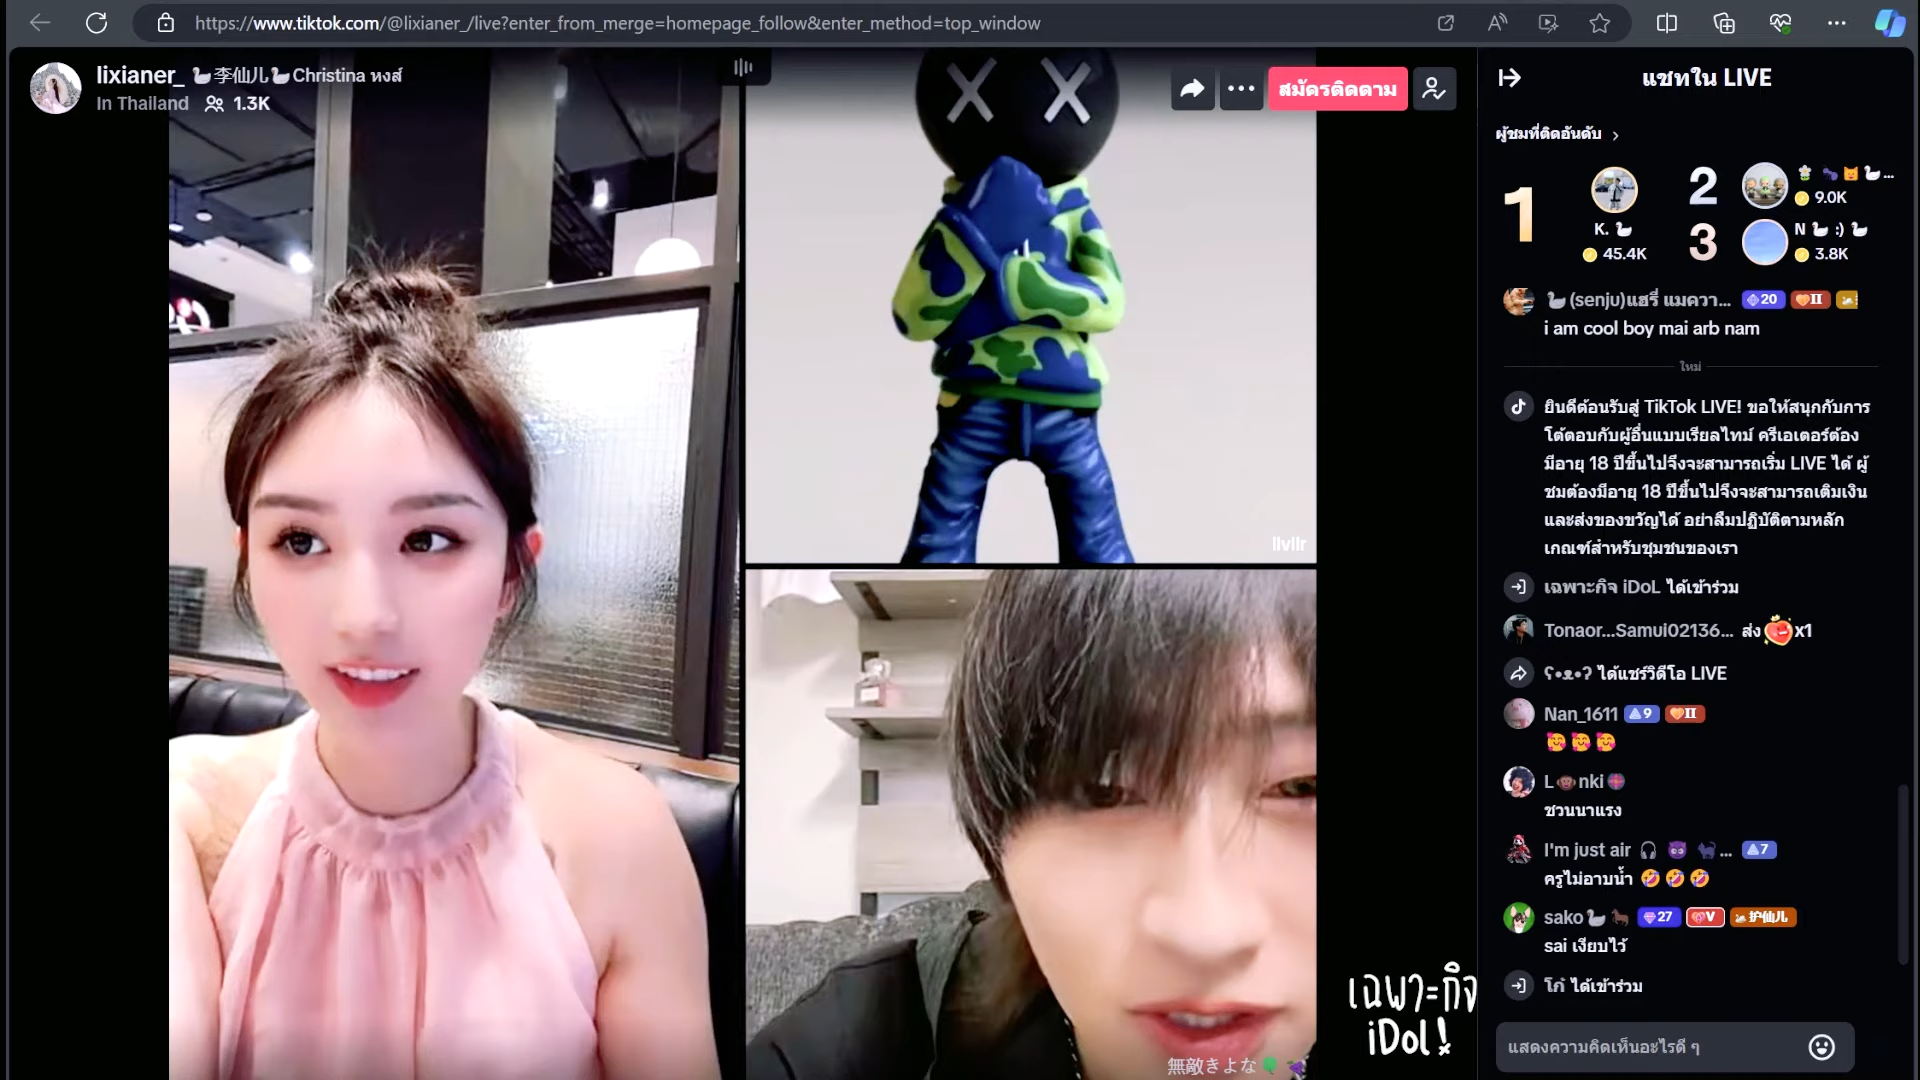 https://www.tiktok.com/@lixianer_/live?enter_from_merge=homepage_follow&enter_method=top_window
lixianer_ 🦢李仙儿🦢Christina หงส์
In Thailand 1.3K
สมัครติดตาม
แชทใน LIVE
ผู้ชมที่ติดอันดับ
1
K. 🦢
45.4K
2
...
9.0K
3
N 🦢 :) 🦢
3.8K
🦢(senju)แฮรี่ แมควา... 20 II
i am cool boy mai arb nam
ใหม่
ยินดีต้อนรับสู่ TikTok LIVE! ขอให้สนุกกับการ
โต้ตอบกับผู้อื่นแบบเรียลไทม์ ครีเอเตอร์ต้อง
มีอายุ 18 ปีขึ้นไปจึงจะสามารถเริ่ม LIVE ได้ ผู้
ชมต้องมีอายุ 18 ปีขึ้นไปจึงจะสามารถเติมเงิน
และส่งของขวัญได้ อย่าลืมปฏิบัติตามหลัก
เกณฑ์สำหรับชุมชนของเรา
เฉพาะกิจ iDoL ได้เข้าร่วม
Tonaor...Samui02136... ส่ง x1
ʕ•ᴥ•ʔ ได้แชร์วิดีโอ LIVE
Nan_1611 9 II
🥰 🥰 🥰
L🐵nki
ชวนนาแรง
I'm just air 🎧 😈 🐈‍⬛... 7
ครูไม่อาบน้ำ 🤣 🤣 🤣
sako🦢 🐎 27 V 护仙儿
sai เงียบไว้
โก๋ ได้เข้าร่วม
แสดงความคิดเห็นอะไรดี ๆ
llvllr
無敵きよな🍀 🍇
เฉพาะกิจ
iDol!